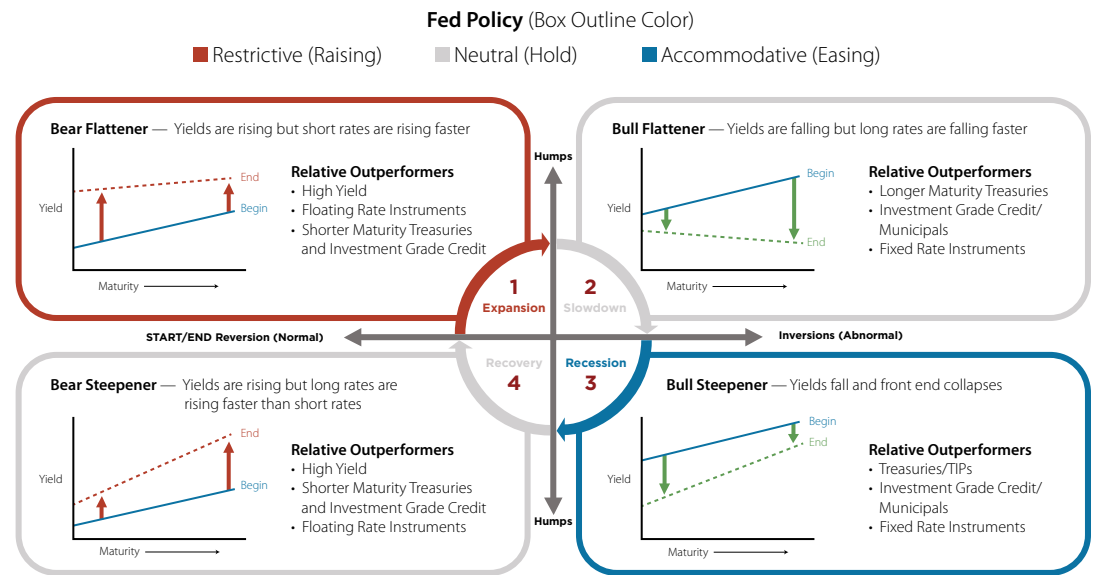 Fed Policy (Box Outline Color)
Restrictive (Raising)
Neutral (Hold)
Accommodative (Easing)
Bear Flattener — Yields are rising but short rates are rising faster
Yield
End
Begin
Maturity
Relative Outperformers
• High Yield
• Floating Rate Instruments
• Shorter Maturity Treasuries
and Investment Grade Credit
Humps
Bull Flattener — Yields are falling but long rates are falling faster
Yield
Begin
End
Maturity
Relative Outperformers
• Longer Maturity Treasuries
• Investment Grade Credit/
Municipals
• Fixed Rate Instruments
1
Expansion
2
Slowdown
START/END Reversion (Normal)
Inversions (Abnormal)
Recovery
4
Recession
3
Bear Steepener — Yields are rising but long rates are
rising faster than short rates
Yield
End
Begin
Maturity
Relative Outperformers
• High Yield
• Shorter Maturity Treasuries
and Investment Grade Credit
• Floating Rate Instruments
Humps
Bull Steepener — Yields fall and front end collapses
Yield
Begin
End
Maturity
Relative Outperformers
• Treasuries/TIPs
• Investment Grade Credit/
Municipals
• Fixed Rate Instruments